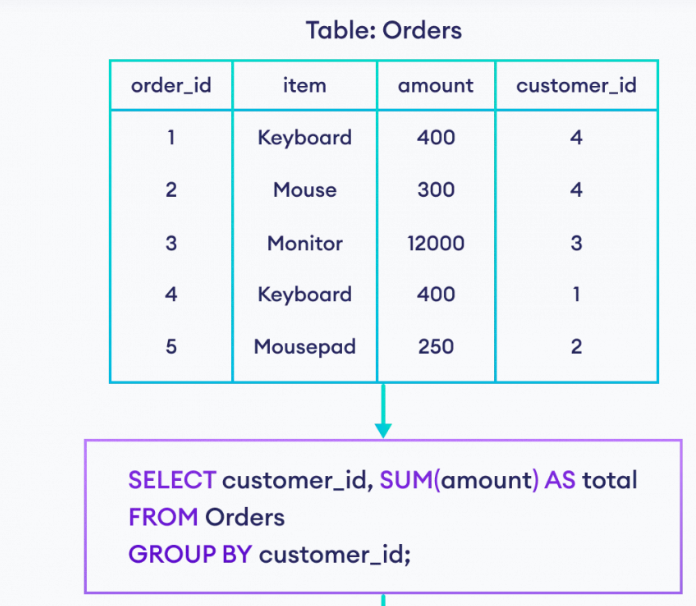 Table: Orders
order_id item amount customer_id
1 Keyboard 400 4
2 Mouse 300 4
3 Monitor 12000 3
4 Keyboard 400 1
5 Mousepad 250 2
SELECT customer_id, SUM(amount) AS total
FROM Orders
GROUP BY customer_id;